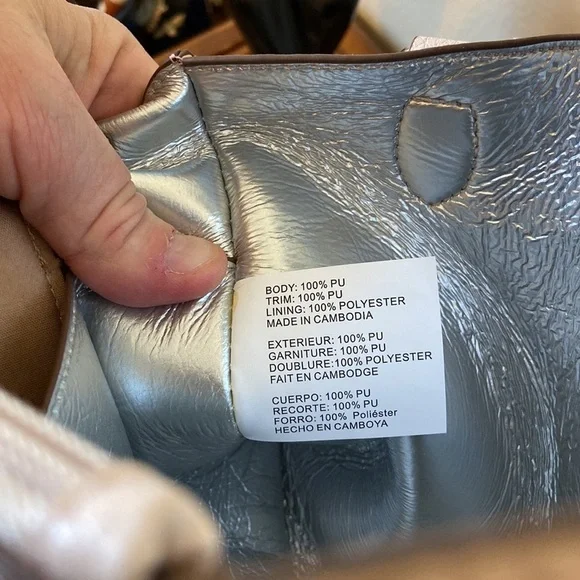 BODY: 100% PU
TRIM: 100% PU
LINING: 100% POLYESTER
MADE IN CAMBODIA
EXTERIEUR: 100% PU
GARNITURE: 100% PU
DOUBLURE:100% POLYESTER
FAIT EN CAMBODGE
CUERPO: 100% PU
RECORTE: 100% PU
FORRO: 100% Poliéster
HECHO EN CAMBOYA